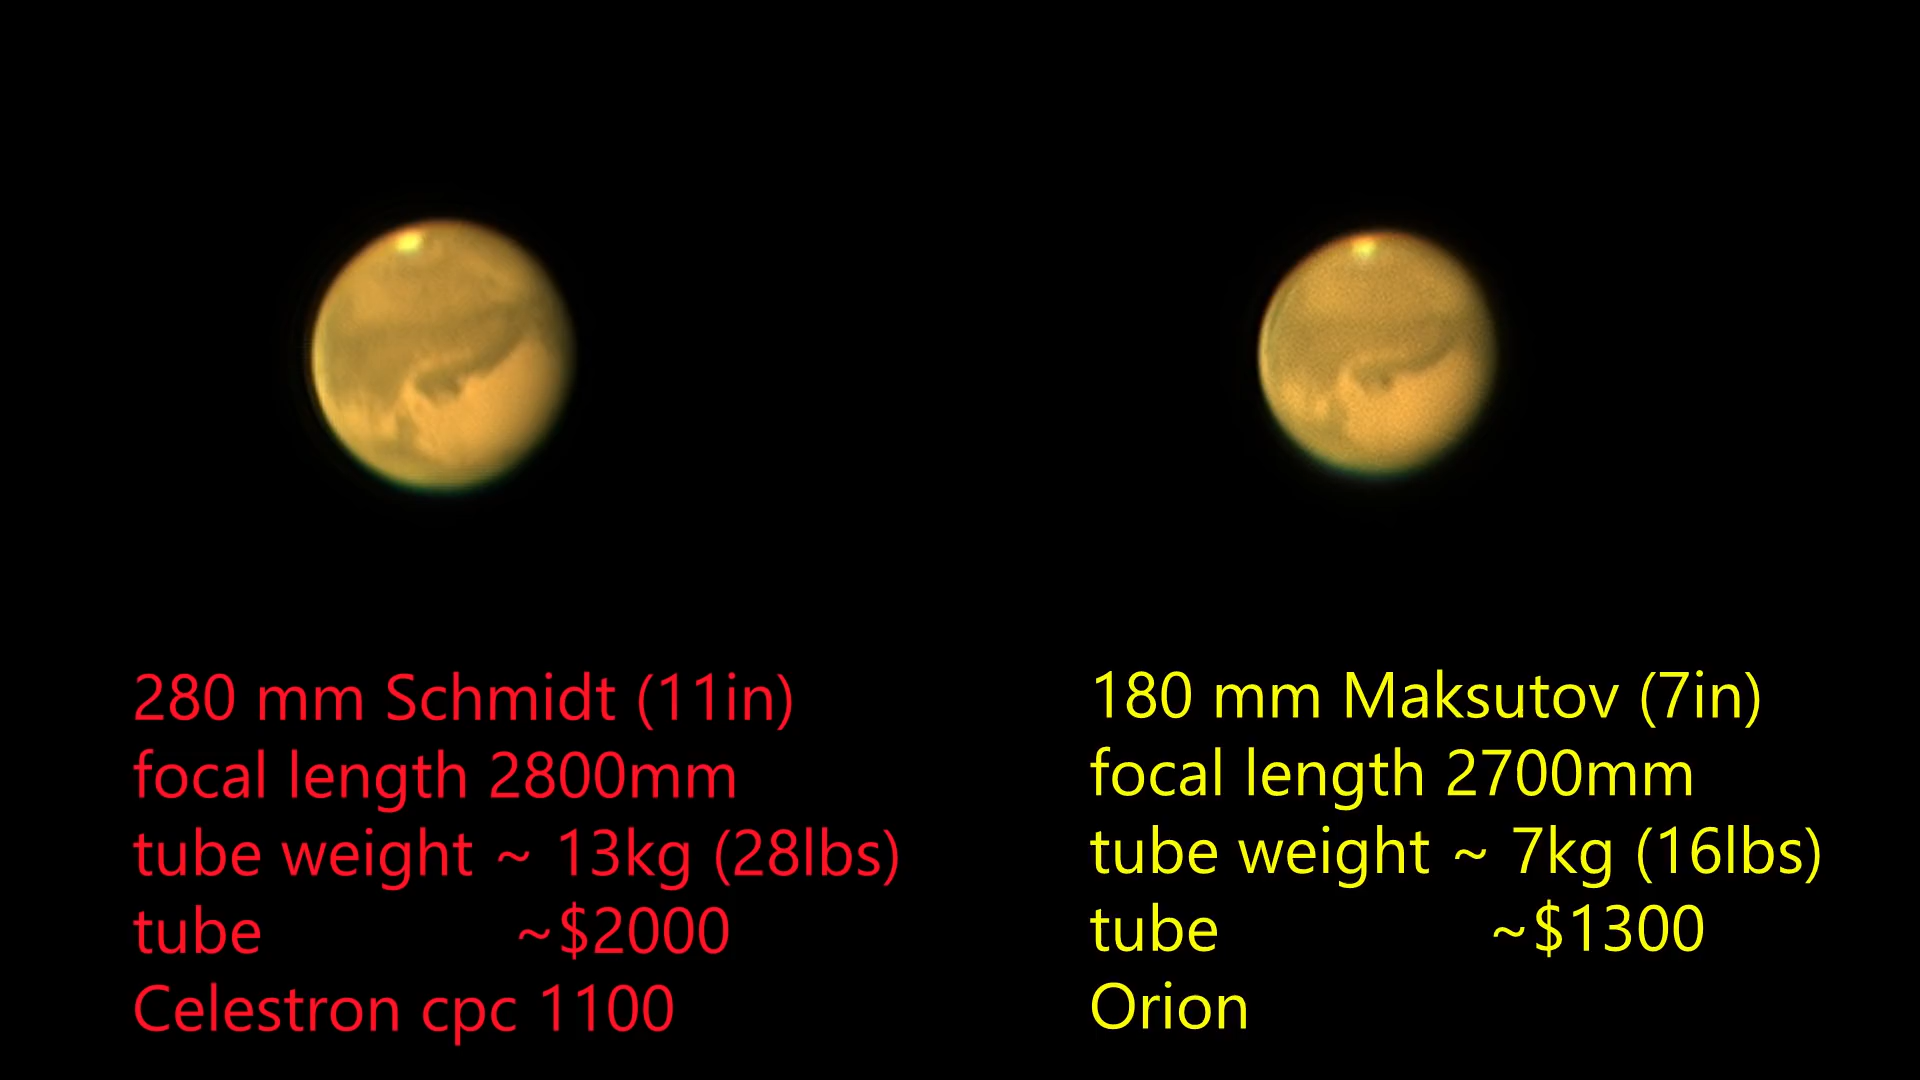 280 mm Schmidt (11in)
focal length 2800mm
tube weight ~ 13kg (28lbs)
tube ~$2000
Celestron cpc 1100
180 mm Maksutov (7in)
focal length 2700mm
tube weight ~ 7kg (16lbs)
tube ~$1300
Orion